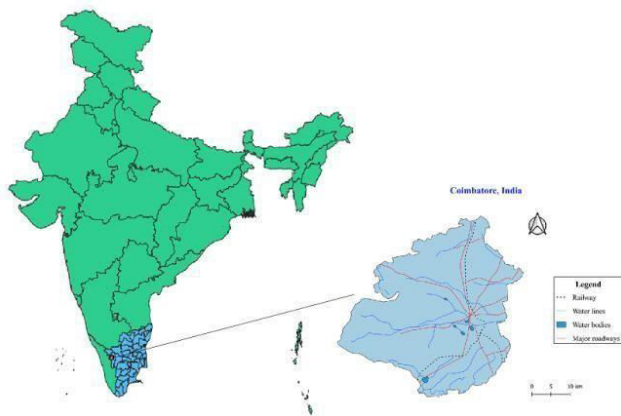 Coimbatore, India
Legend
Railway
Water lines
Water bodies
Major roadways
0 5 10 km